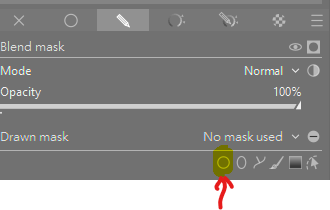 Blend mask
Mode Normal
Opacity 100%
Drawn mask No mask used